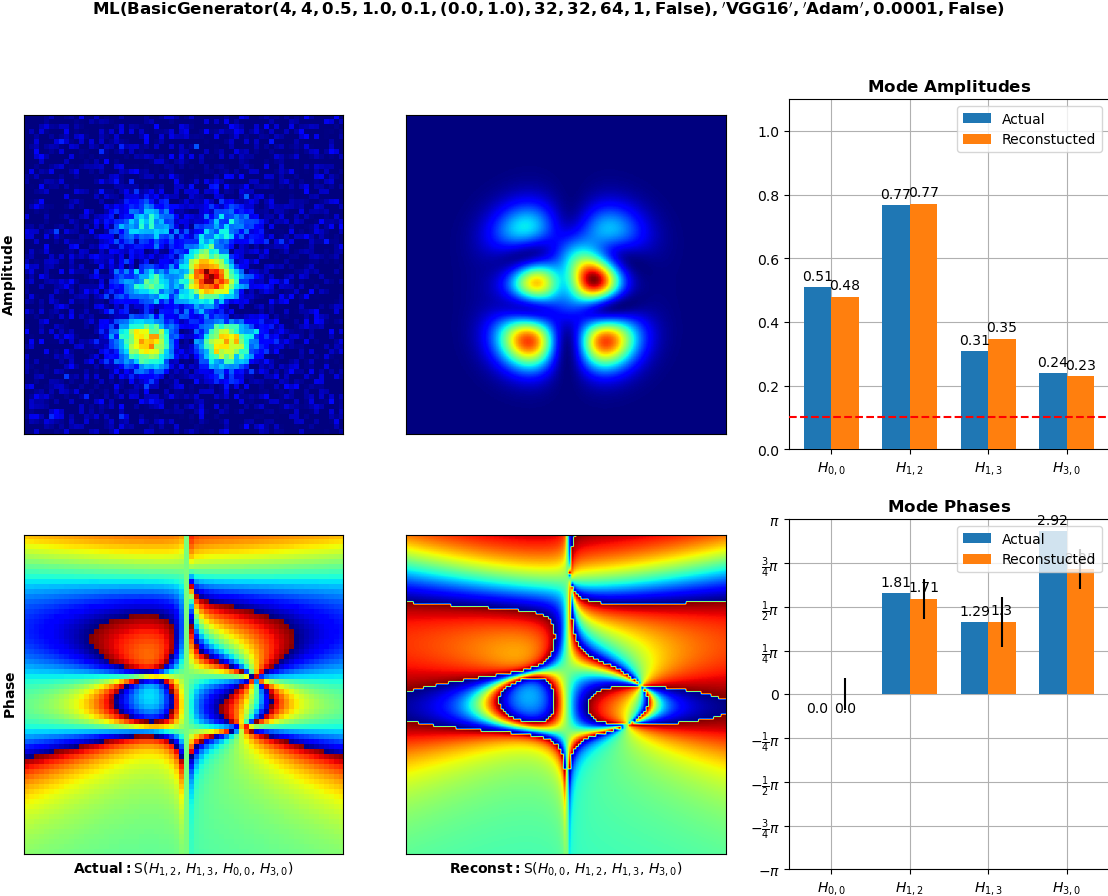 ML(BasicGenerator(4, 4, 0.5, 1.0, 0.1, (0.0, 1.0), 32, 32, 64, 1, False), 'VGG16', 'Adam', 0.0001, False)
Amplitude
Mode Amplitudes
Actual
Reconstucted
1.0
0.8
0.6
0.4
0.2
0.0
0.51
0.48
0.77
0.77
0.31
0.35
0.24
0.23
H0,0
H1,2
H1,3
H3,0
Phase
Actual: S(H1,2, H1,3, H0,0, H3,0)
Reconst: S(H0,0, H1,2, H1,3, H3,0)
Mode Phases
Actual
Reconstucted
π
3/4π
1/2π
1/4π
0
−1/4π
−1/2π
−3/4π
−π
0.0
0.0
1.81
1.71
1.29
1.3
2.92
H0,0
H1,2
H1,3
H3,0